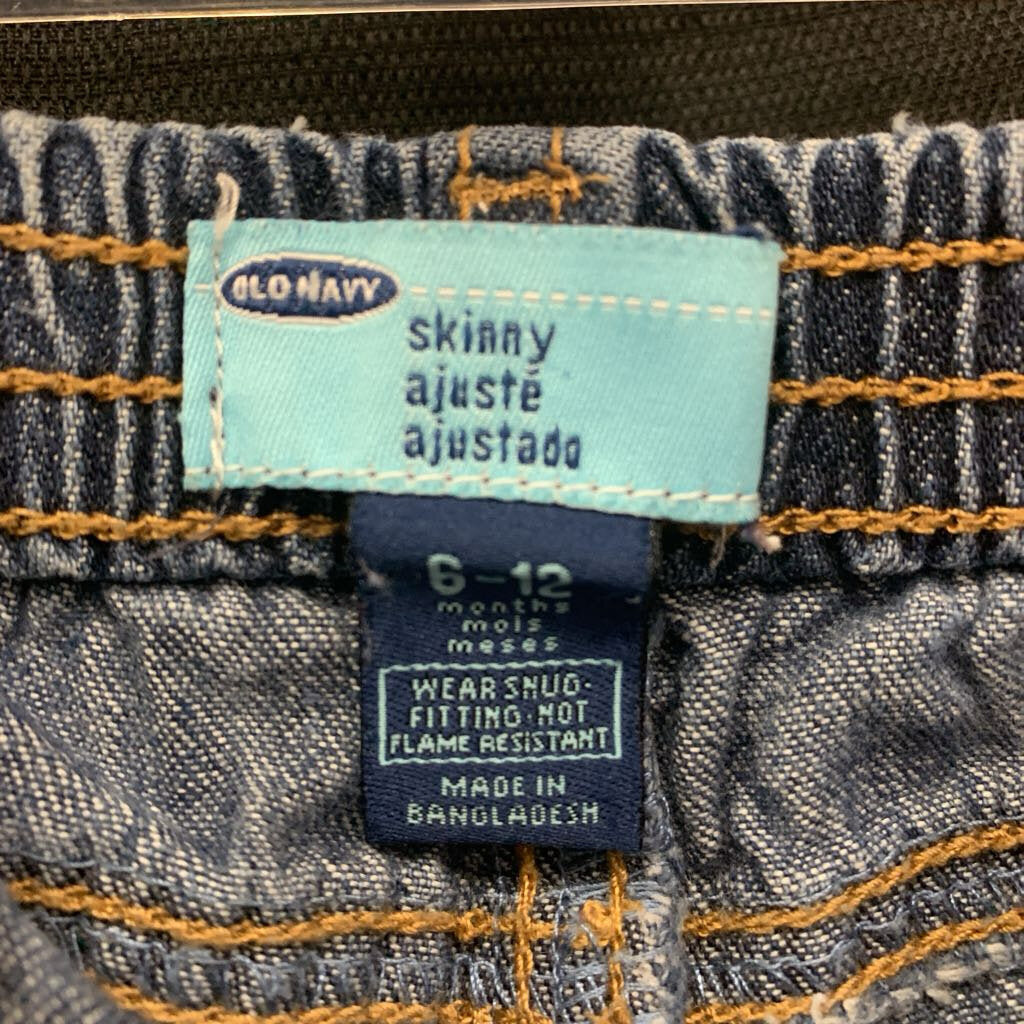 OLD NAVY
skinny
ajusté
ajustado
6-12
months
mois
meses
WEAR SNUG-
FITTING·NOT
FLAME RESISTANT
MADE IN
BANGLADESH